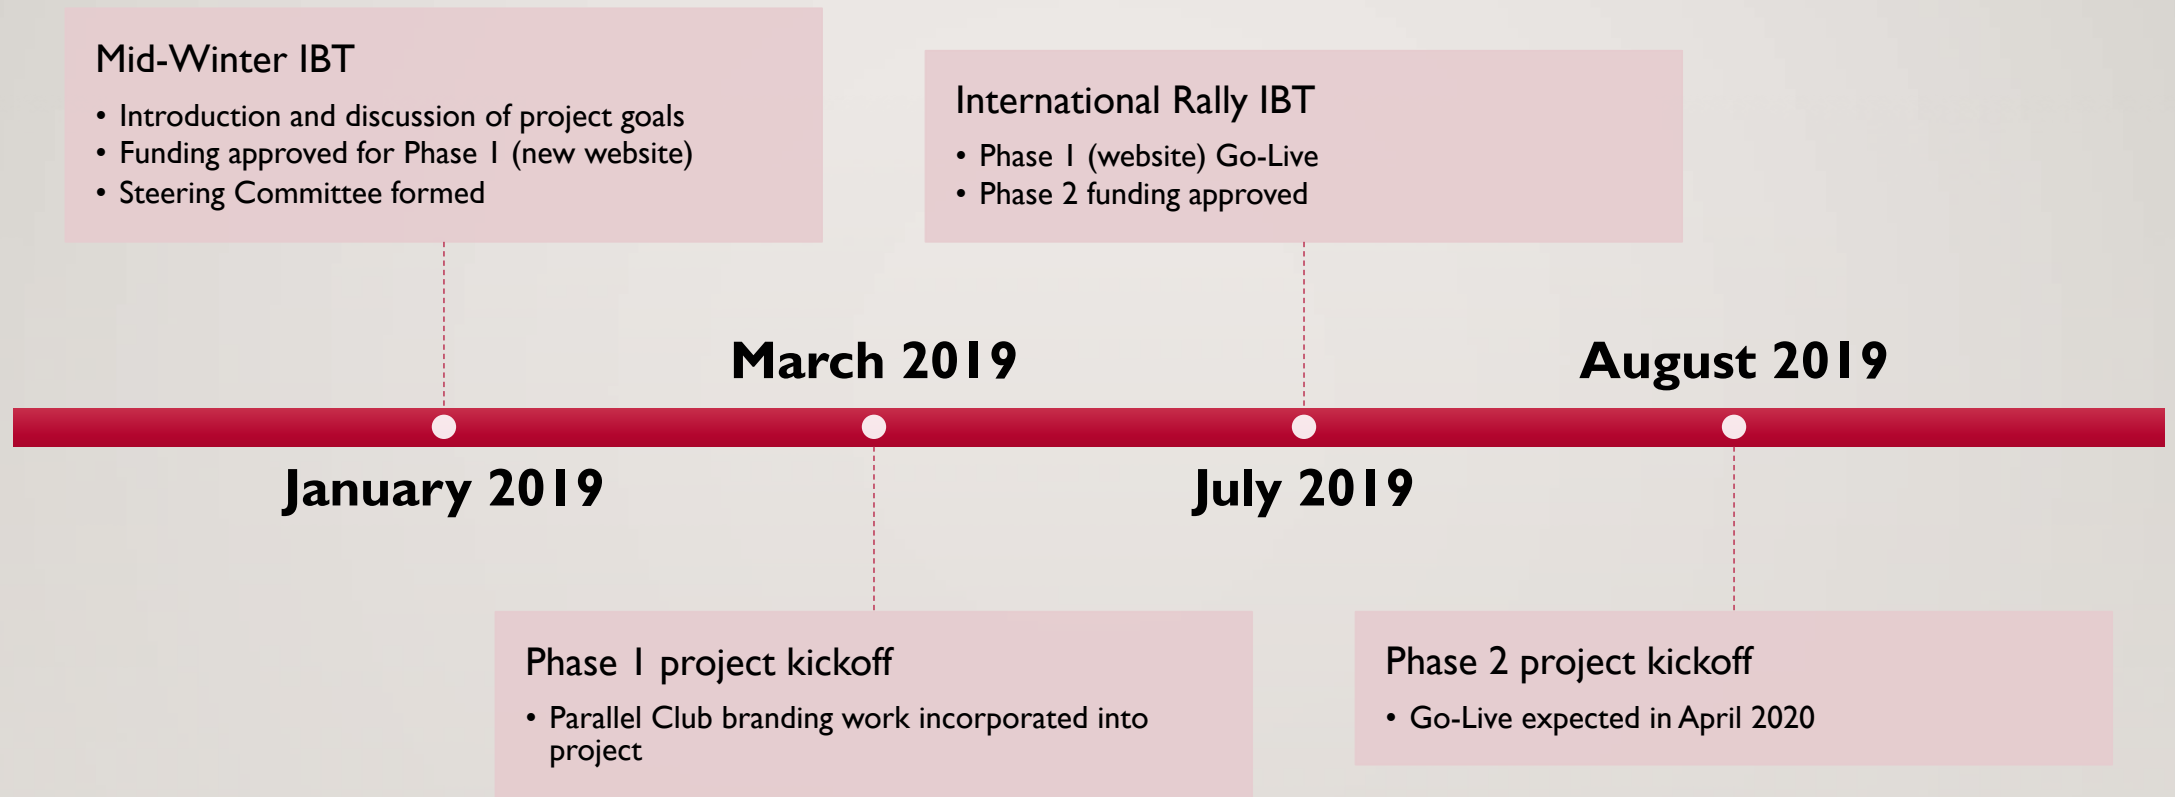 Mid-Winter IBT
• Introduction and discussion of project goals
• Funding approved for Phase 1 (new website)
• Steering Committee formed
International Rally IBT
• Phase 1 (website) Go-Live
• Phase 2 funding approved
March 2019
August 2019
January 2019
July 2019
Phase 1 project kickoff
• Parallel Club branding work incorporated into
project
Phase 2 project kickoff
• Go-Live expected in April 2020